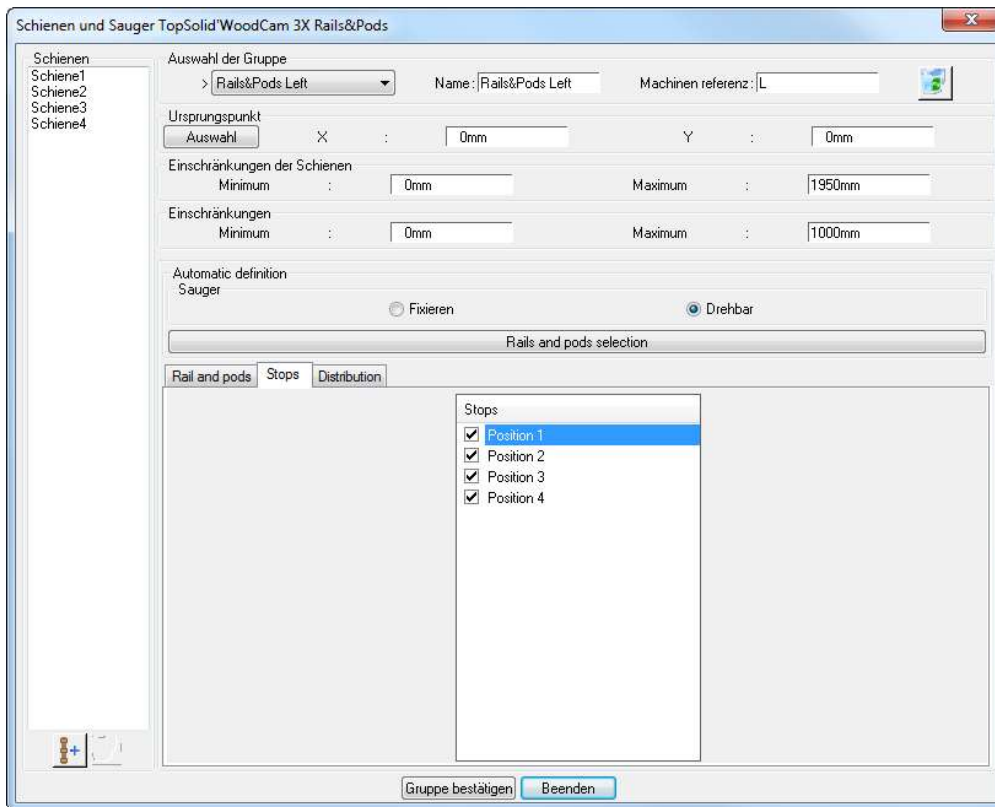 Schienen und Sauger TopSolid'WoodCam 3X Rails&Pods
Schienen
Schiene1
Schiene2
Schiene3
Schiene4
Auswahl der Gruppe
> Rails&Pods Left Name: Rails&Pods Left Machinen referenz: L
Ursprungspunkt
Auswahl X : 0mm Y : 0mm
Einschränkungen der Schienen
Minimum : 0mm Maximum : 1950mm
Einschränkungen
Minimum : 0mm Maximum : 1000mm
Automatic definition
Sauger
Fixieren Drehbar
Rails and pods selection
Rail and pods Stops Distribution
Stops
Position 1
Position 2
Position 3
Position 4
Gruppe bestätigen Beenden